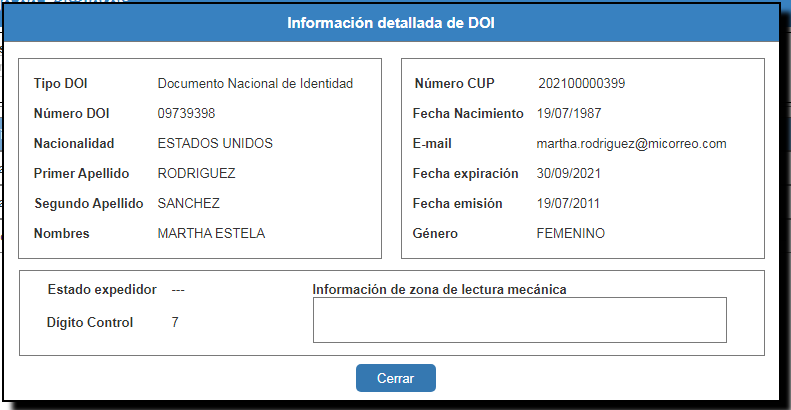 Información detallada de DOI
Tipo DOI Documento Nacional de Identidad
Número DOI 09739398
Nacionalidad ESTADOS UNIDOS
Primer Apellido RODRIGUEZ
Segundo Apellido SANCHEZ
Nombres MARTHA ESTELA
Número CUP 202100000399
Fecha Nacimiento 19/07/1987
E-mail martha.rodriguez@micorreo.com
Fecha expiración 30/09/2021
Fecha emisión 19/07/2011
Género FEMENINO
Estado expedidor ---
Dígito Control 7
Información de zona de lectura mecánica
Cerrar